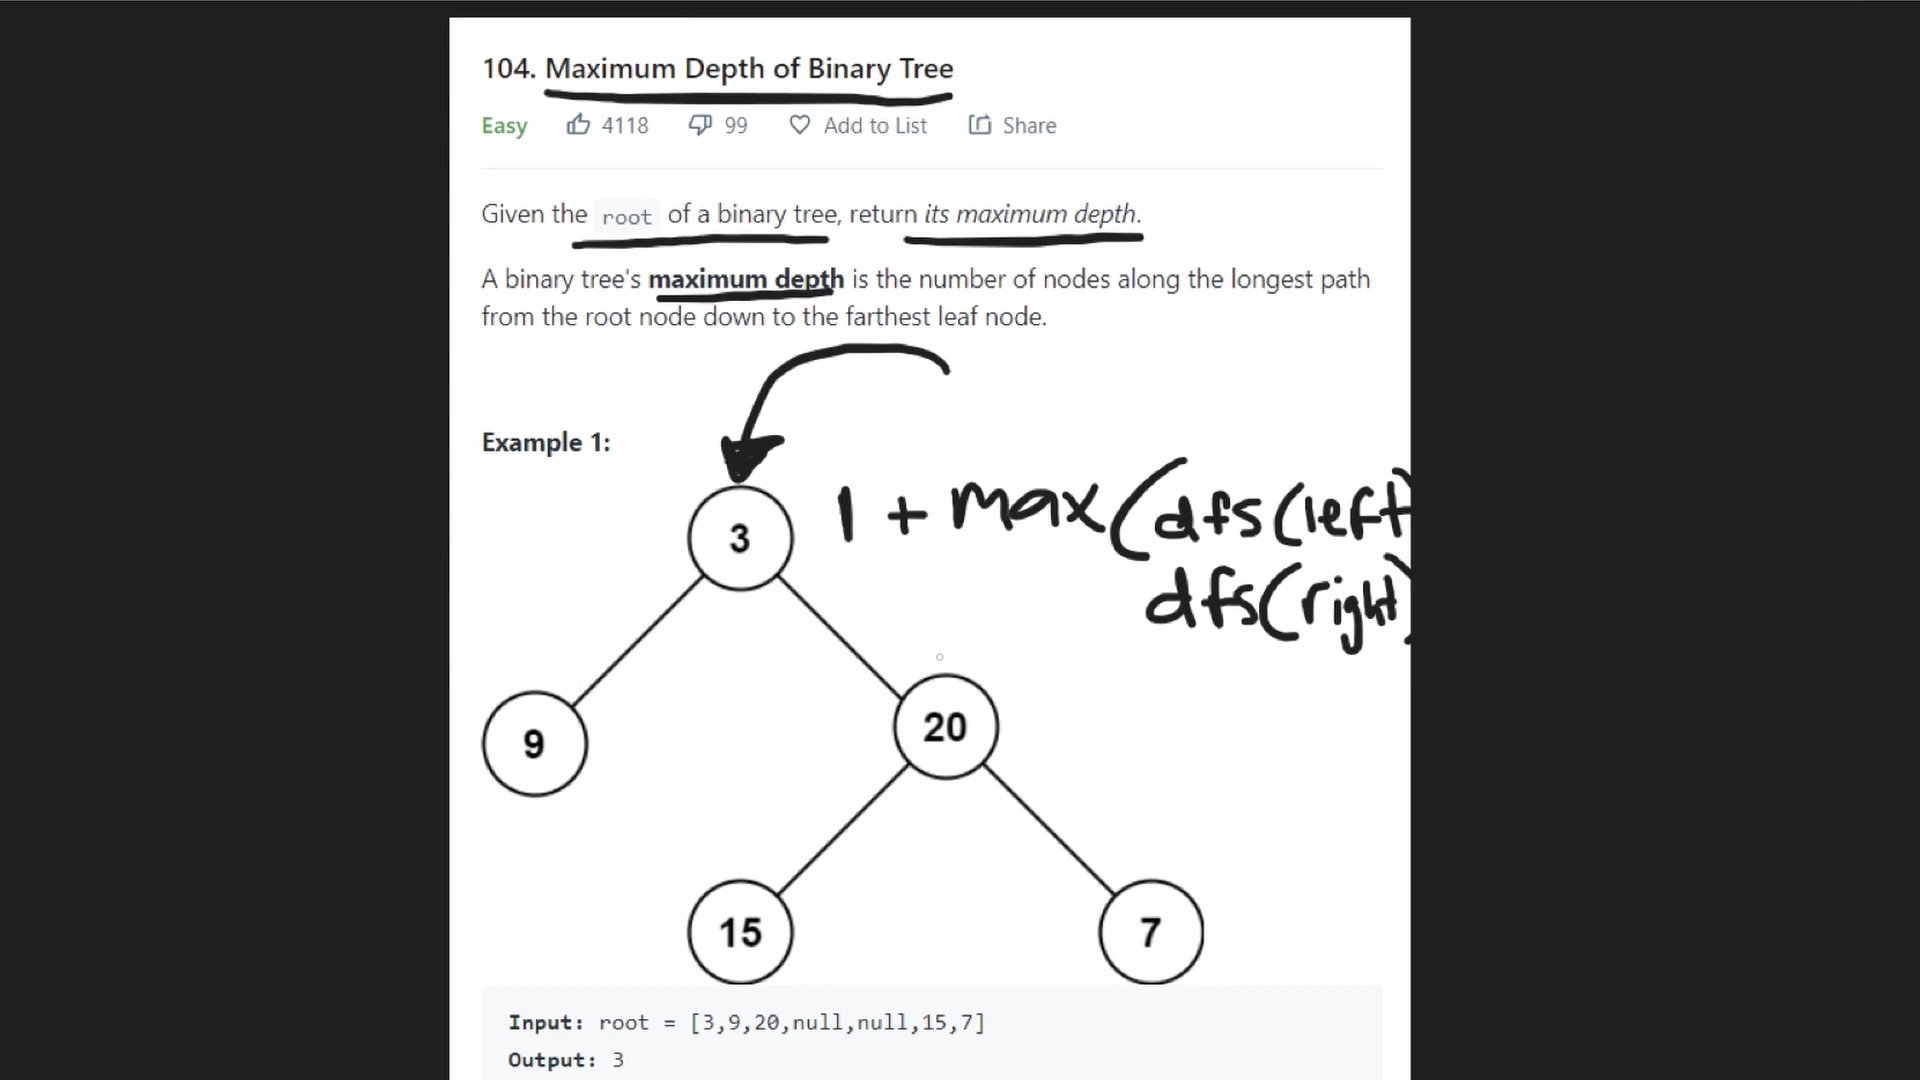 104. Maximum Depth of Binary Tree
Easy 4118 99 Add to List Share
Given the root of a binary tree, return its maximum depth.
A binary tree's maximum depth is the number of nodes along the longest path
from the root node down to the farthest leaf node.
Example 1:
3
1 + max(dfs(left)
dfs(right)
9
20
15
7
Input: root = [3,9,20,null,null,15,7]
Output: 3